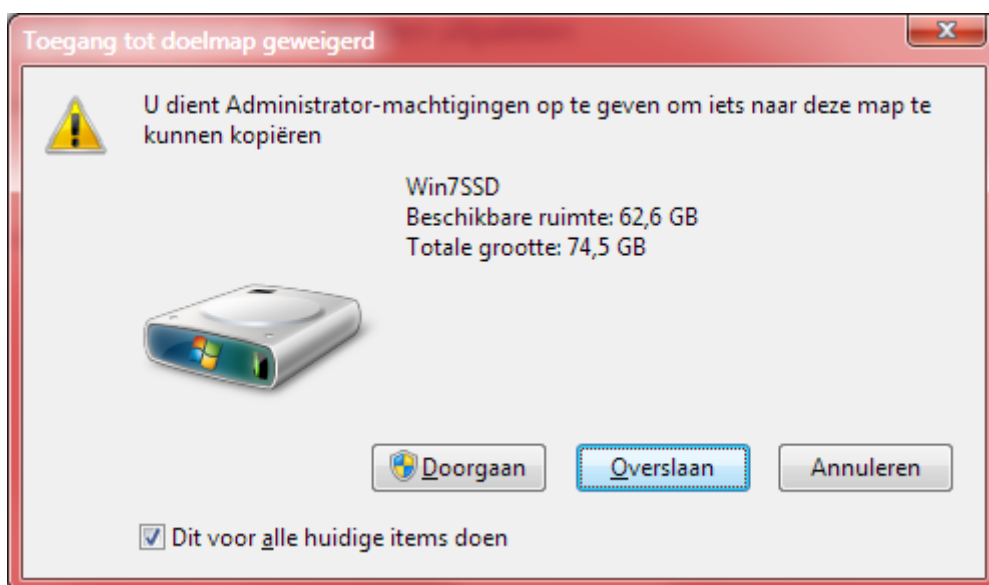 Toegang tot doelmap geweigerd
U dient Administrator-machtigingen op te geven om iets naar deze map te
kunnen kopiëren
Win7SSD
Beschikbare ruimte: 62,6 GB
Totale grootte: 74,5 GB
Doorgaan
Overslaan
Annuleren
Dit voor alle huidige items doen